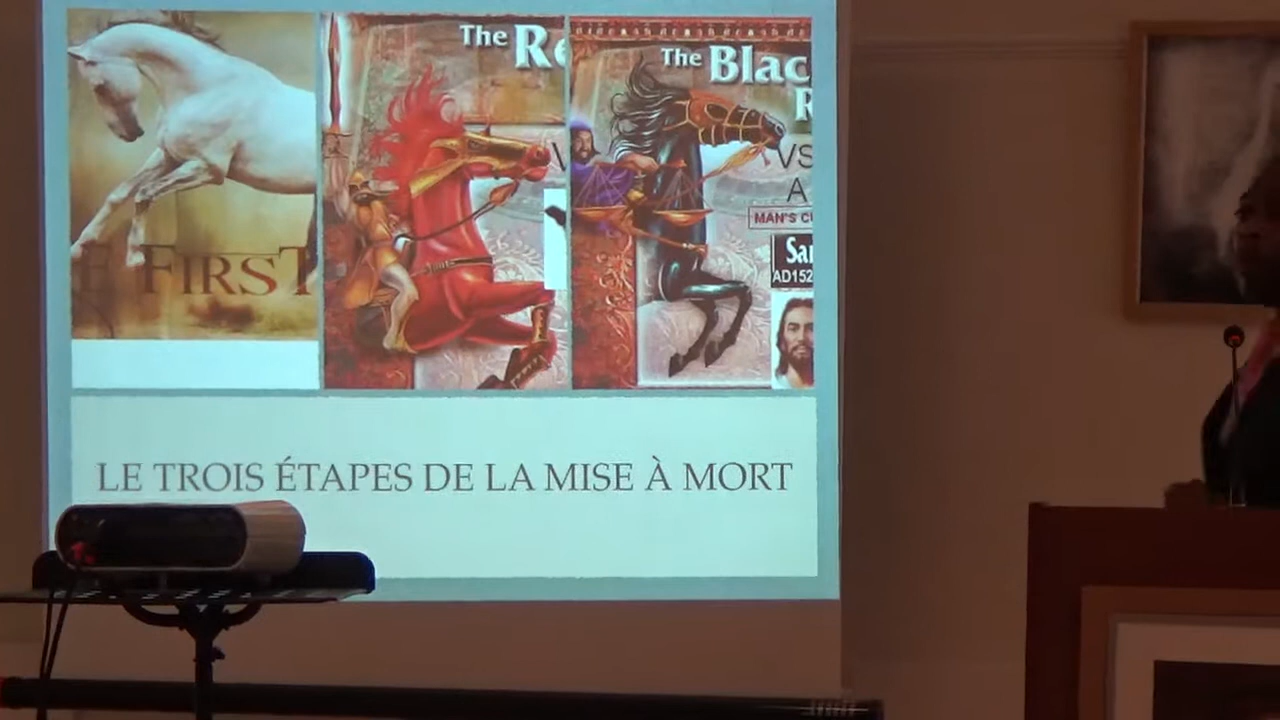 FIRST
The Re
The Blac
R
VS
A
MAN'S CU
Sa
AD152
LE TROIS ÉTAPES DE LA MISE À MORT